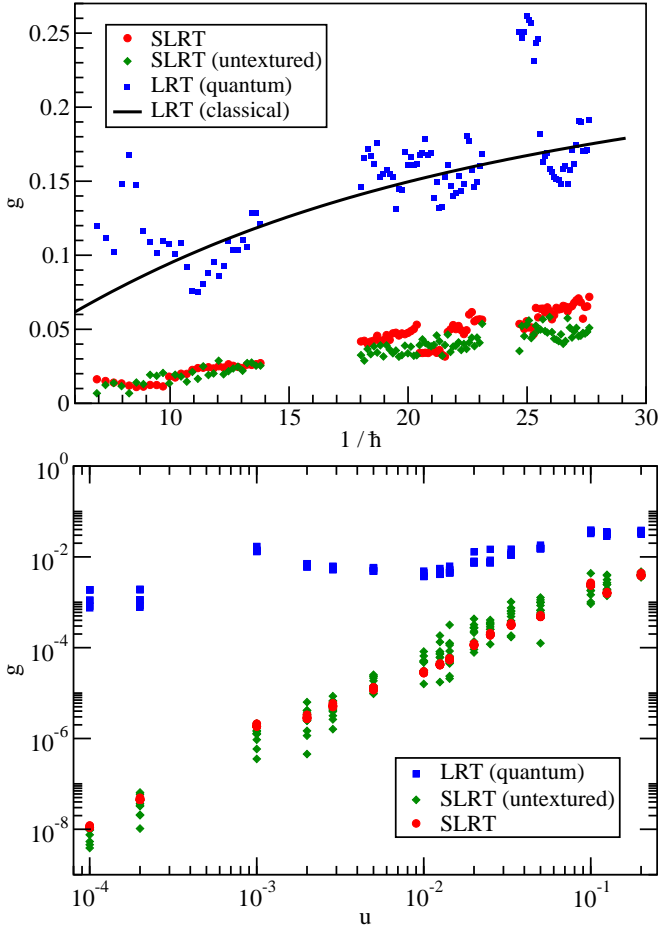 0.25
0.2
0.15
0.1
0.05
0
g
SLRT
SLRT (untextured)
LRT (quantum)
LRT (classical)
10 15 20 25 30
1 / ħ
10^0
10^-2
10^-4
10^-6
10^-8
g
LRT (quantum)
SLRT (untextured)
SLRT
10^-4 10^-3 10^-2 10^-1
u